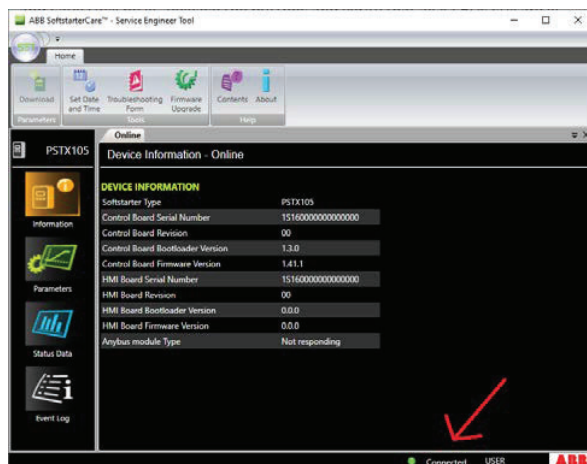 ABB SoftstarterCare™ - Service Engineer Tool
Home
Download
Set Date and Time
Troubleshooting Form
Firmware Upgrade
Contents
About
Parameters
Tools
Help
PSTX105
Online
Device Information - Online
DEVICE INFORMATION
Softstarter Type PSTX105
Control Board Serial Number 1S160000000000000
Control Board Revision 00
Control Board Bootloader Version 1.3.0
Control Board Firmware Version 1.41.1
HMI Board Serial Number 1S160000000000000
HMI Board Revision 00
HMI Board Bootloader Version 0.0.0
HMI Board Firmware Version 0.0.0
Anybus module Type Not responding
Information
Parameters
Status Data
Event Log
Connected USER ABB